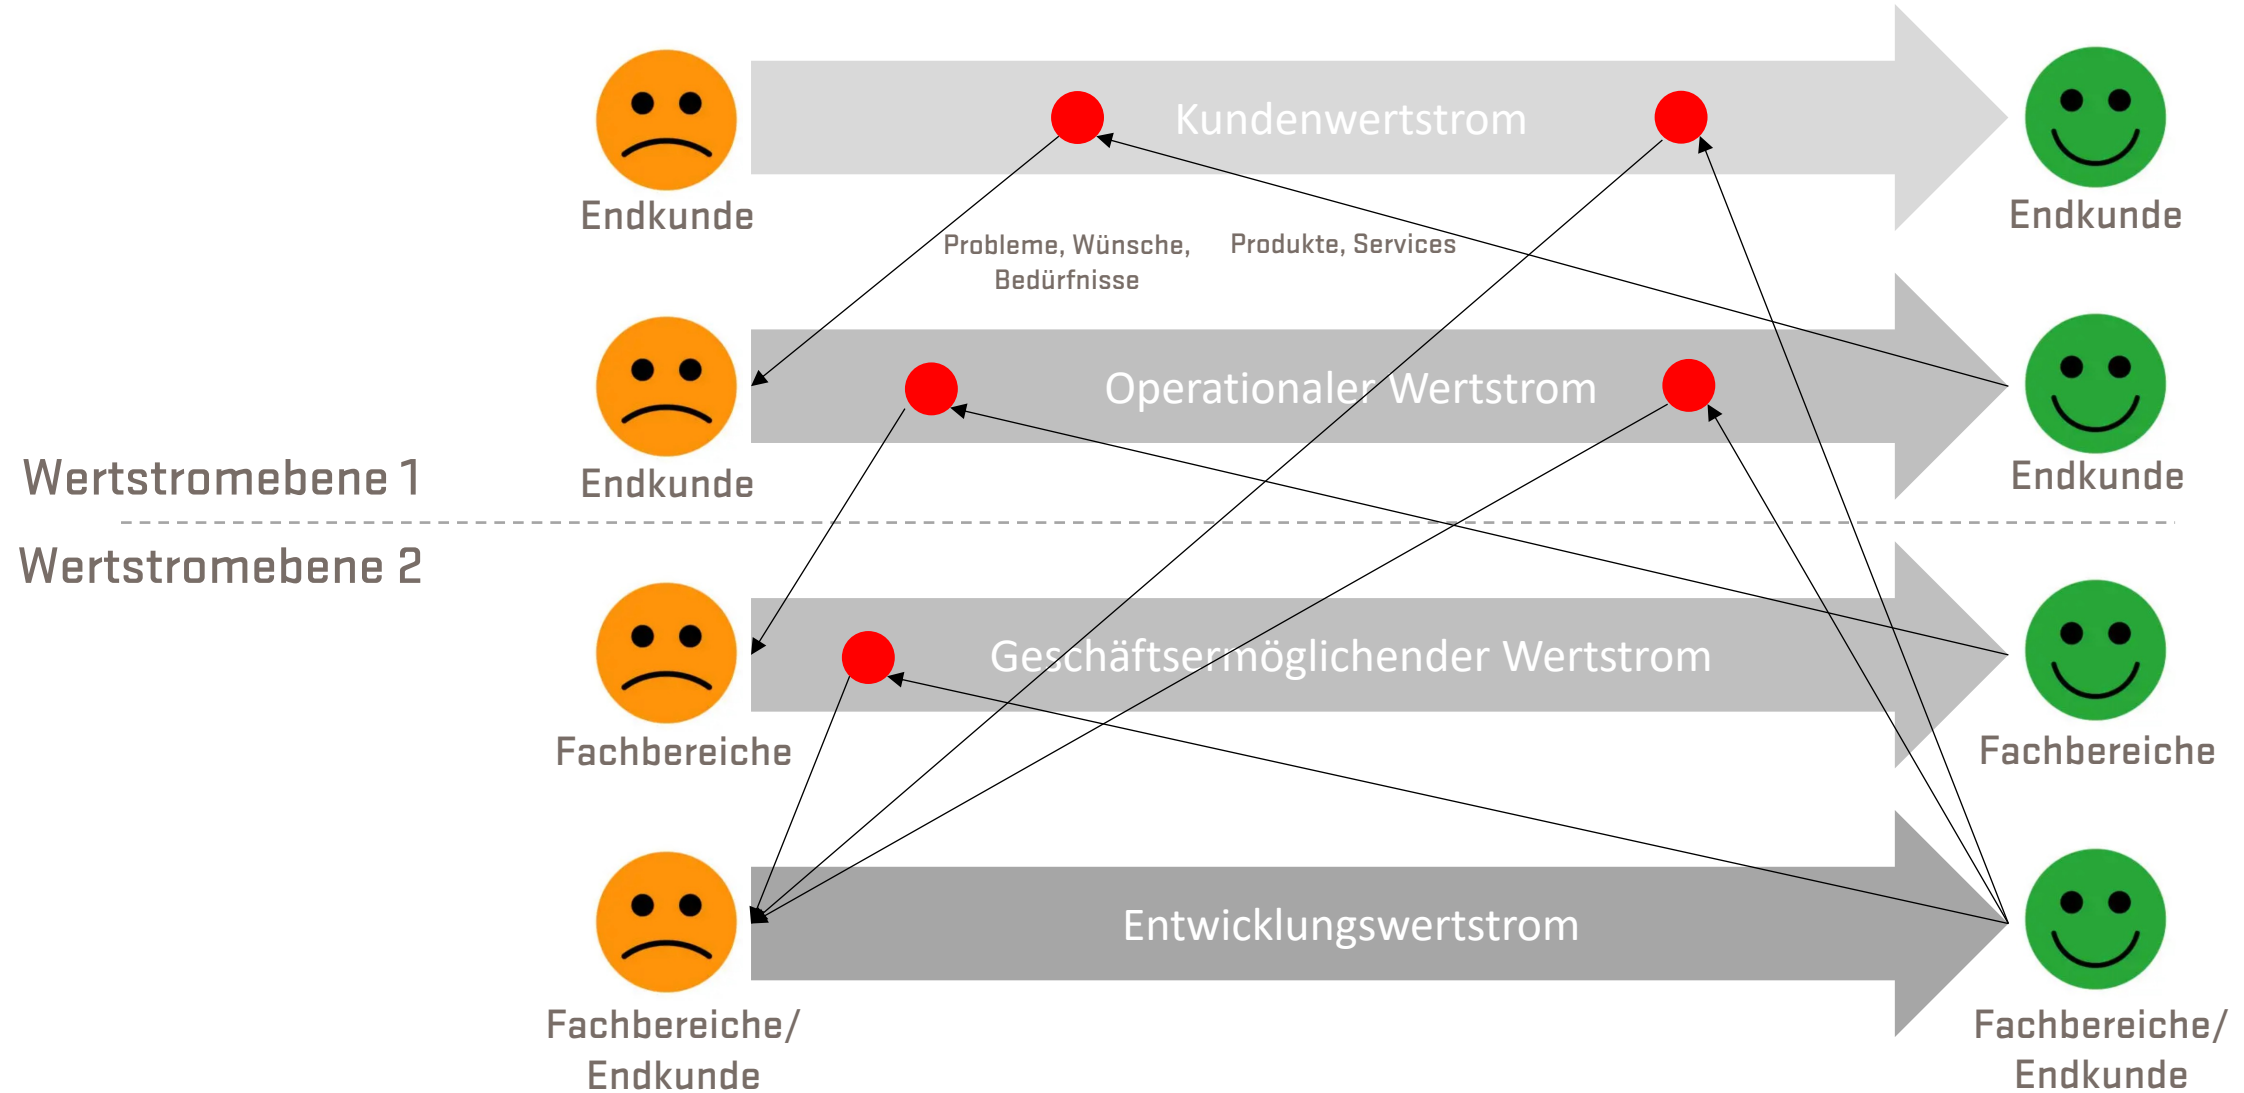 Kundenwertstrom
Endkunde
Endkunde
Probleme, Wünsche,
Bedürfnisse
Produkte, Services
Operationaler Wertstrom
Endkunde
Endkunde
Wertstromebene 1
Wertstromebene 2
Geschäftsermöglichender Wertstrom
Fachbereiche
Fachbereiche
Entwicklungswertstrom
Fachbereiche/
Endkunde
Fachbereiche/
Endkunde